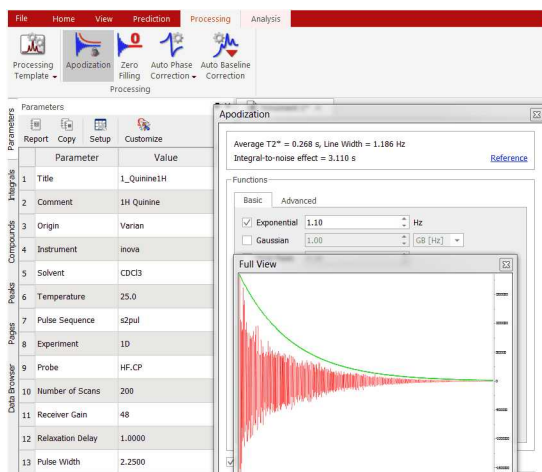 File Home View Prediction Processing Analysis
Processing Template Apodization Zero Filling Auto Phase Correction Auto Baseline Correction
Processing
Parameters
Report Copy Setup Customize
Parameter Value
1 Title 1_Quinine1H
2 Comment 1H Quinine
3 Origin Varian
4 Instrument inova
5 Solvent CDCl3
6 Temperature 25.0
7 Pulse Sequence s2pul
8 Experiment 1D
9 Probe HF.CP
10 Number of Scans 200
11 Receiver Gain 48
12 Relaxation Delay 1.0000
13 Pulse Width 2.2500
Parameters
Integrals
Compounds
Peaks
Pages
Data Browser
Apodization
Average T2* = 0.268 s, Line Width = 1.186 Hz
Integral-to-noise effect = 3.110 s Reference
Functions
Basic Advanced
Exponential 1.10 Hz
Gaussian 1.00 GB [Hz]
Full View
0